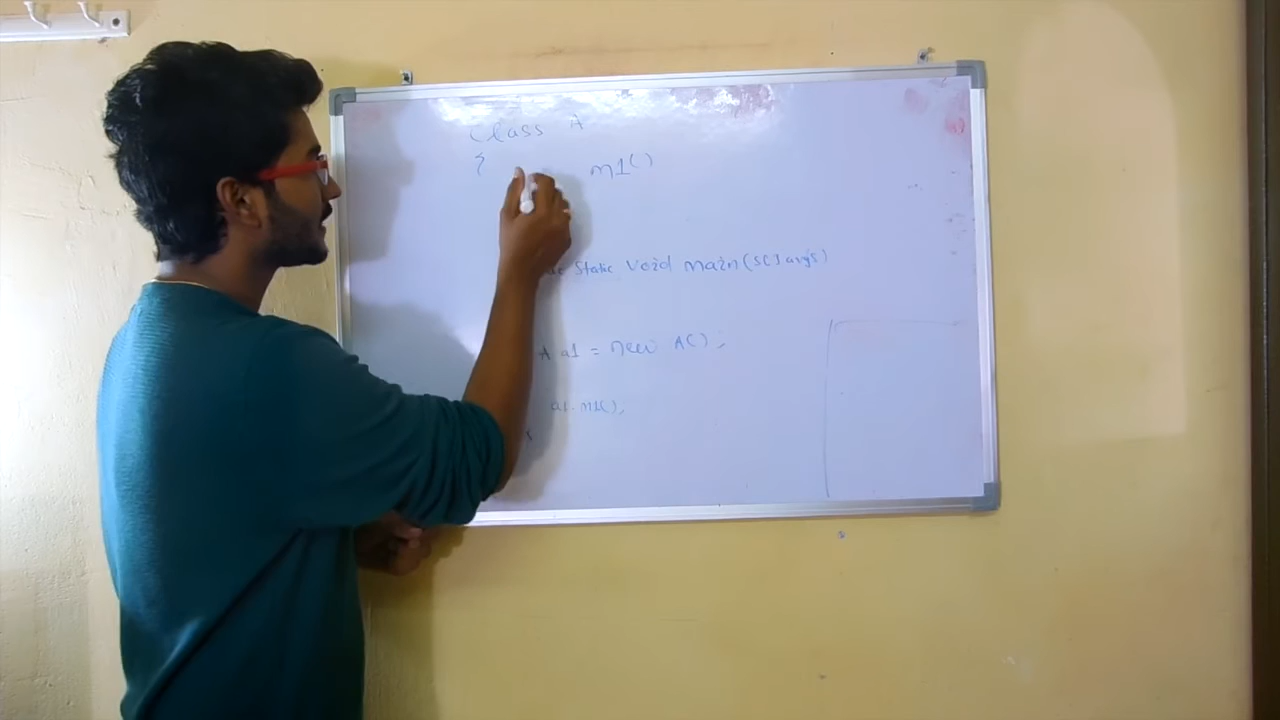 Class A
{ m1()
Static Void main(S[] args)
A a1 = new A();
a1.m1();